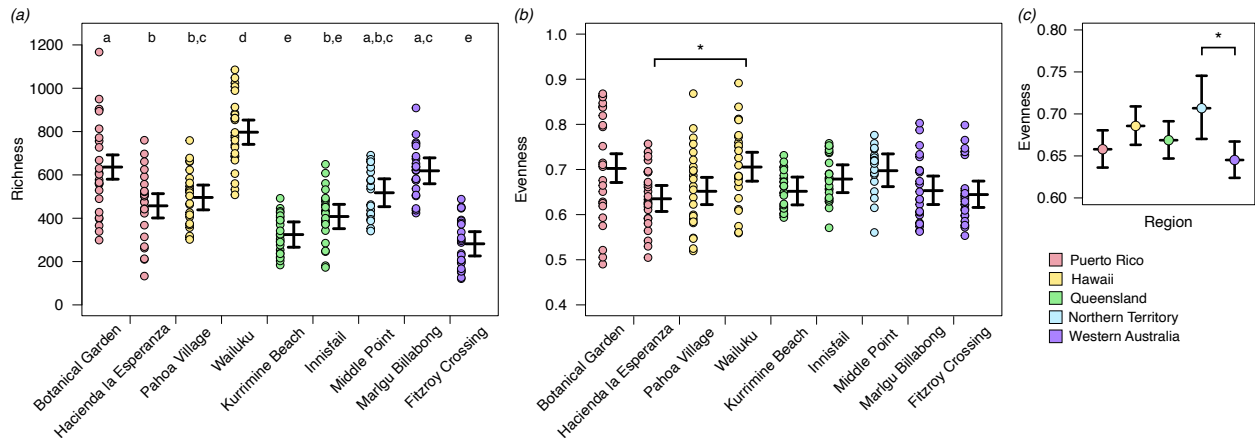 (a)
Richness
1200
1000
800
600
400
200
0
a b b,c d e b,e a,b,c a,c e
Botanical Garden
Hacienda la Esperanza
Pahoa Village
Wailuku
Kurrimine Beach
Innisfail
Middle Point
Marlgu Billabong
Fitzroy Crossing
(b)
Evenness
1.0
0.9
0.8
0.7
0.6
0.5
0.4
*
Botanical Garden
Hacienda la Esperanza
Pahoa Village
Wailuku
Kurrimine Beach
Innisfail
Middle Point
Marlgu Billabong
Fitzroy Crossing
(c)
Evenness
0.80
0.75
0.70
0.65
0.60
*
Region
Puerto Rico
Hawaii
Queensland
Northern Territory
Western Australia